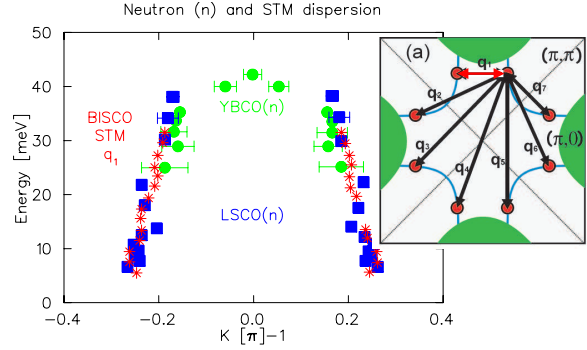 Neutron (n) and STM dispersion
50
40
30
20
10
0
Energy [meV]
−0.4
−0.2
0.0
0.2
0.4
K [π]−1
BISCO
STM
q1
YBCO(n)
LSCO(n)
(a)
(π,π)
(π,0)
q1
q2
q3
q4
q5
q6
q7